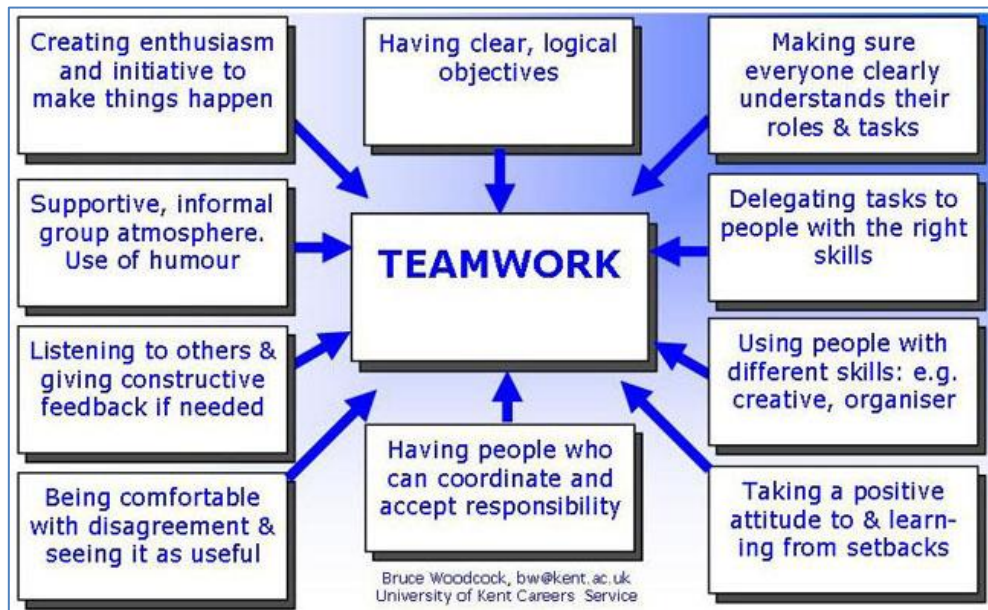 Creating enthusiasm
and initiative to
make things happen
Having clear, logical
objectives
Making sure
everyone clearly
understands their
roles & tasks
Supportive, informal
group atmosphere.
Use of humour
TEAMWORK
Delegating tasks to
people with the right
skills
Listening to others &
giving constructive
feedback if needed
Using people with
different skills: e.g.
creative, organiser
Being comfortable
with disagreement &
seeing it as useful
Having people who
can coordinate and
accept responsibility
Taking a positive
attitude to & learn-
ing from setbacks
Bruce Woodcock, bw@kent.ac.uk
University of Kent Careers Service